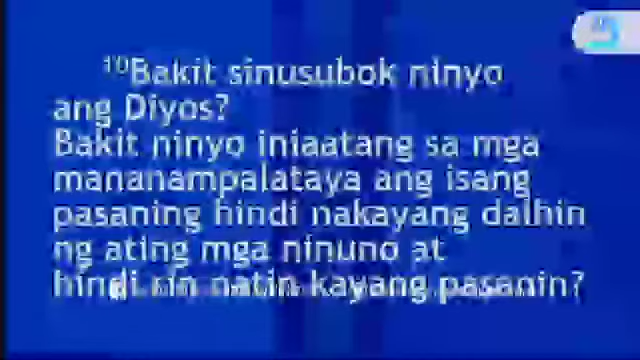 ¹⁰Bakit sinusubok ninyo
ang Diyos?
Bakit ninyo iniaatang sa mga
mananampalataya ang isang
pasaning hindi nakayang dalhin
ng ating mga ninuno at
hindi rin natin kayang pasanin?